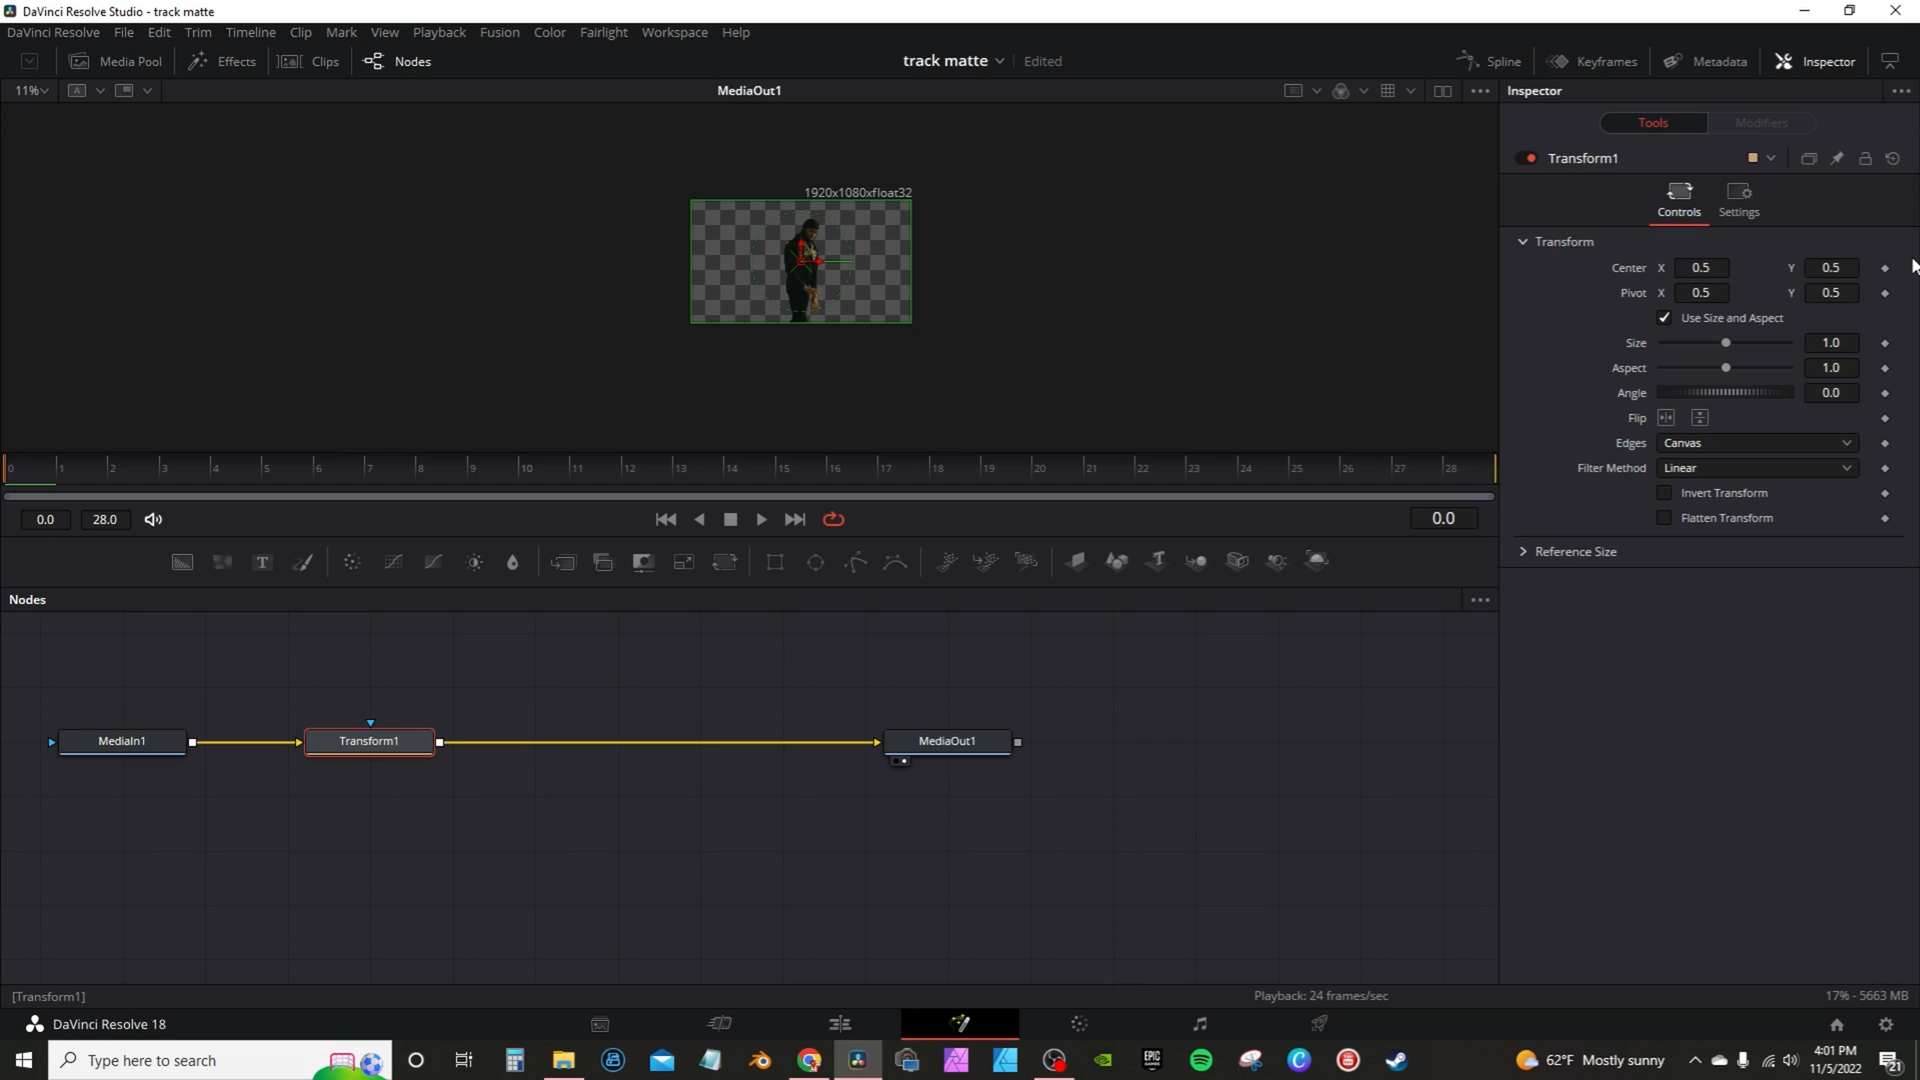 DaVinci Resolve Studio - track matte
DaVinci Resolve File Edit Trim Timeline Clip Mark View Playback Fusion Color Fairlight Workspace Help
Media Pool Effects Clips Nodes track matte Edited Spline Keyframes Metadata Inspector
11% A MediaOut1 Inspector
Tools Modifiers
Transform1
Controls Settings
1920x1080xfloat32
Transform
Center X 0.5 Y 0.5
Pivot X 0.5 Y 0.5
Use Size and Aspect
Size 1.0
Aspect 1.0
Angle 0.0
Flip
Edges Canvas
Filter Method Linear
Invert Transform
Flatten Transform
Reference Size
0 1 2 3 4 5 6 7 8 9 10 11 12 13 14 15 16 17 18 19 20 21 22 23 24 25 26 27 28
0.0 28.0 0.0
T T
Nodes
MediaIn1 Transform1 MediaOut1
[Transform1] Playback: 24 frames/sec 17% - 5663 MB
DaVinci Resolve 18
Type here to search EPIC GAMES 62°F Mostly sunny 4:01 PM
11/5/2022 21